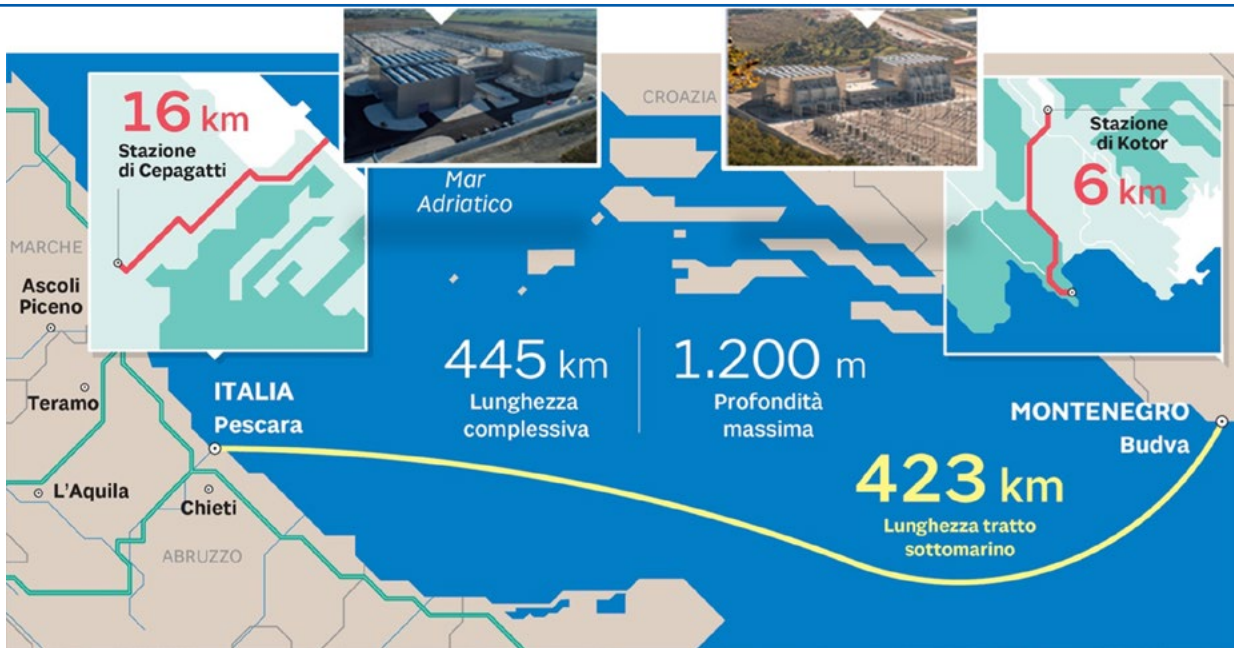 16 km
Stazione
di Cepagatti
CROAZIA
Stazione
di Kotor
6 km
Mar
Adriatico
MARCHE
Ascoli
Piceno
Teramo
L'Aquila
Chieti
ABRUZZO
ITALIA
Pescara
445 km
Lunghezza
complessiva
1.200 m
Profondità
massima
MONTENEGRO
Budva
423 km
Lunghezza tratto
sottomarino